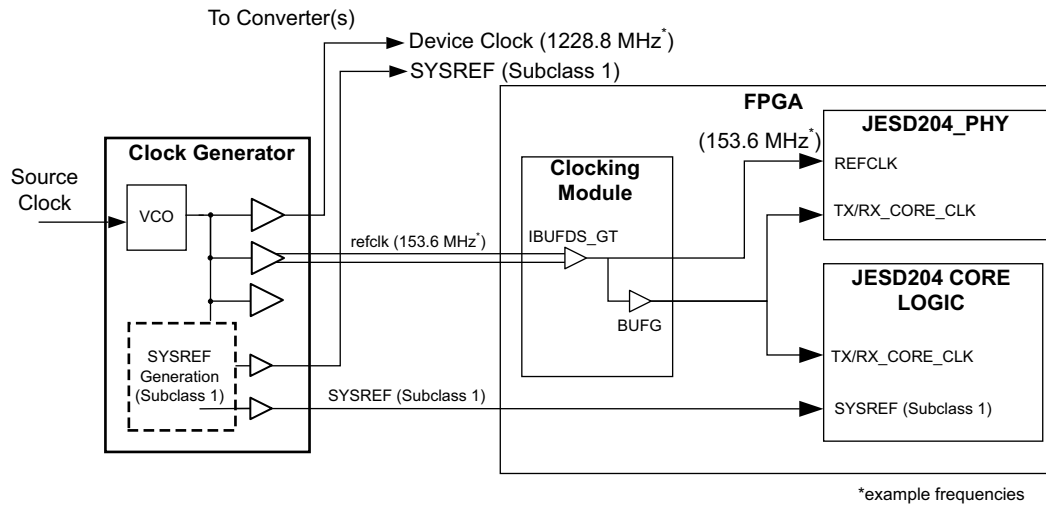 To Converter(s)
Device Clock (1228.8 MHz*)
SYSREF (Subclass 1)
FPGA
JESD204_PHY
(153.6 MHz*)
REFCLK
TX/RX_CORE_CLK
Clock Generator
Source
Clock
VCO
Clocking
Module
refclk (153.6 MHz*)
IBUFDS_GT
BUFG
JESD204 CORE
LOGIC
TX/RX_CORE_CLK
SYSREF
Generation
(Subclass 1)
SYSREF (Subclass 1)
SYSREF (Subclass 1)
*example frequencies